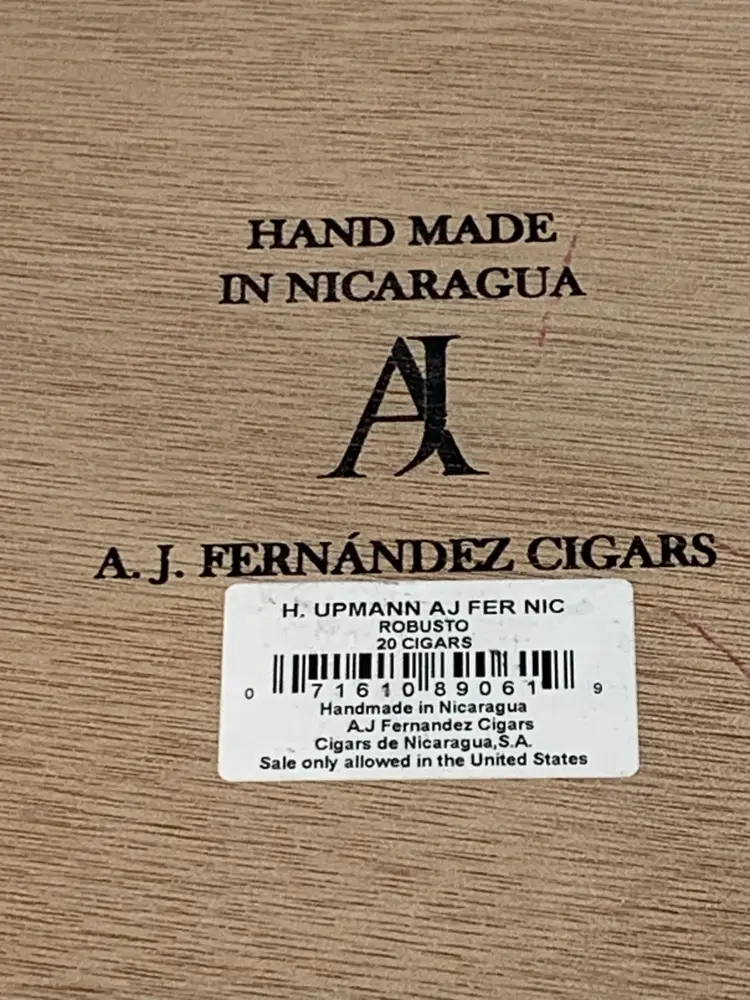 HAND MADE
IN NICARAGUA
AJ
A. J. FERNÁNDEZ CIGARS
H. UPMANN AJ FER NIC
ROBUSTO
20 CIGARS
0 71610 89061 9
Handmade in Nicaragua
A.J Fernandez Cigars
Cigars de Nicaragua,S.A.
Sale only allowed in the United States